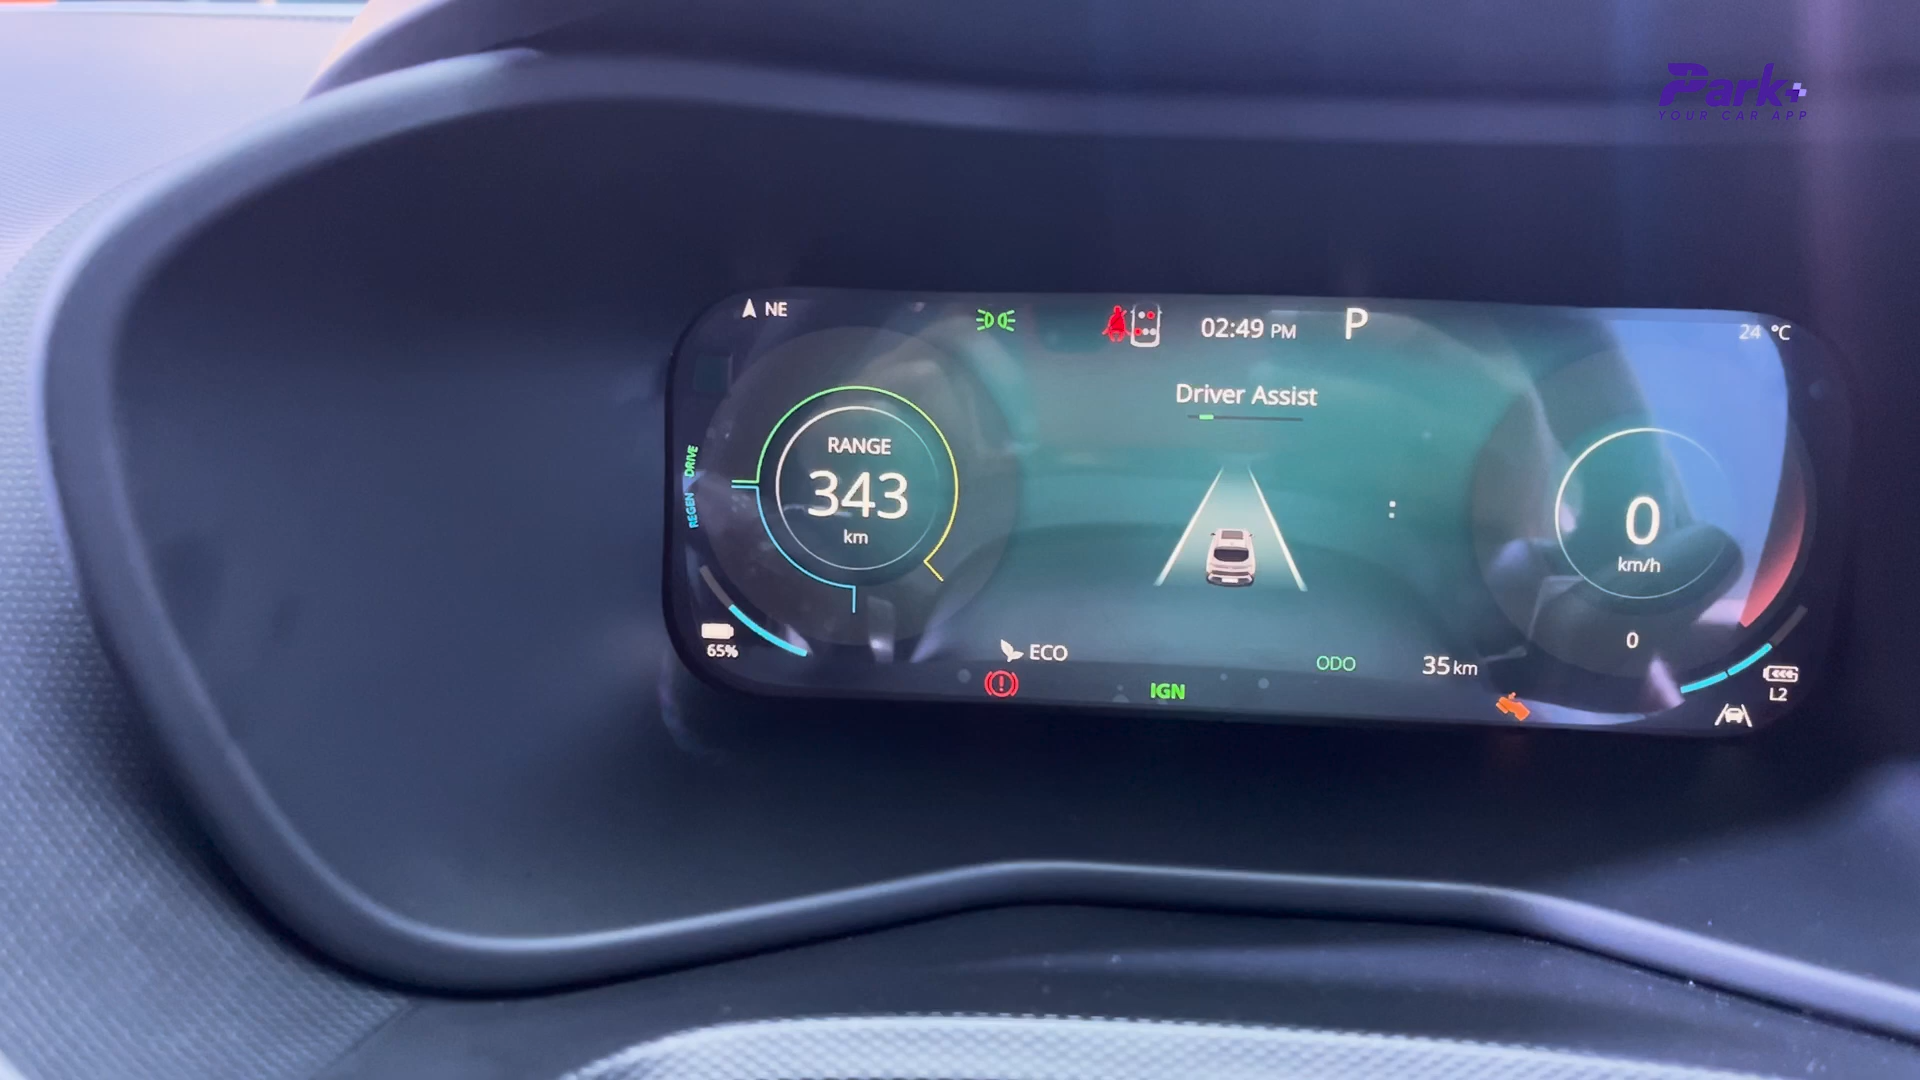 Park+
YOUR CAR APP
NE
02:49 PM
P
24 °C
Driver Assist
RANGE
343
km
DRIVE
REGEN
0
km/h
0
65%
ECO
ODO
35 km
IGN
L2